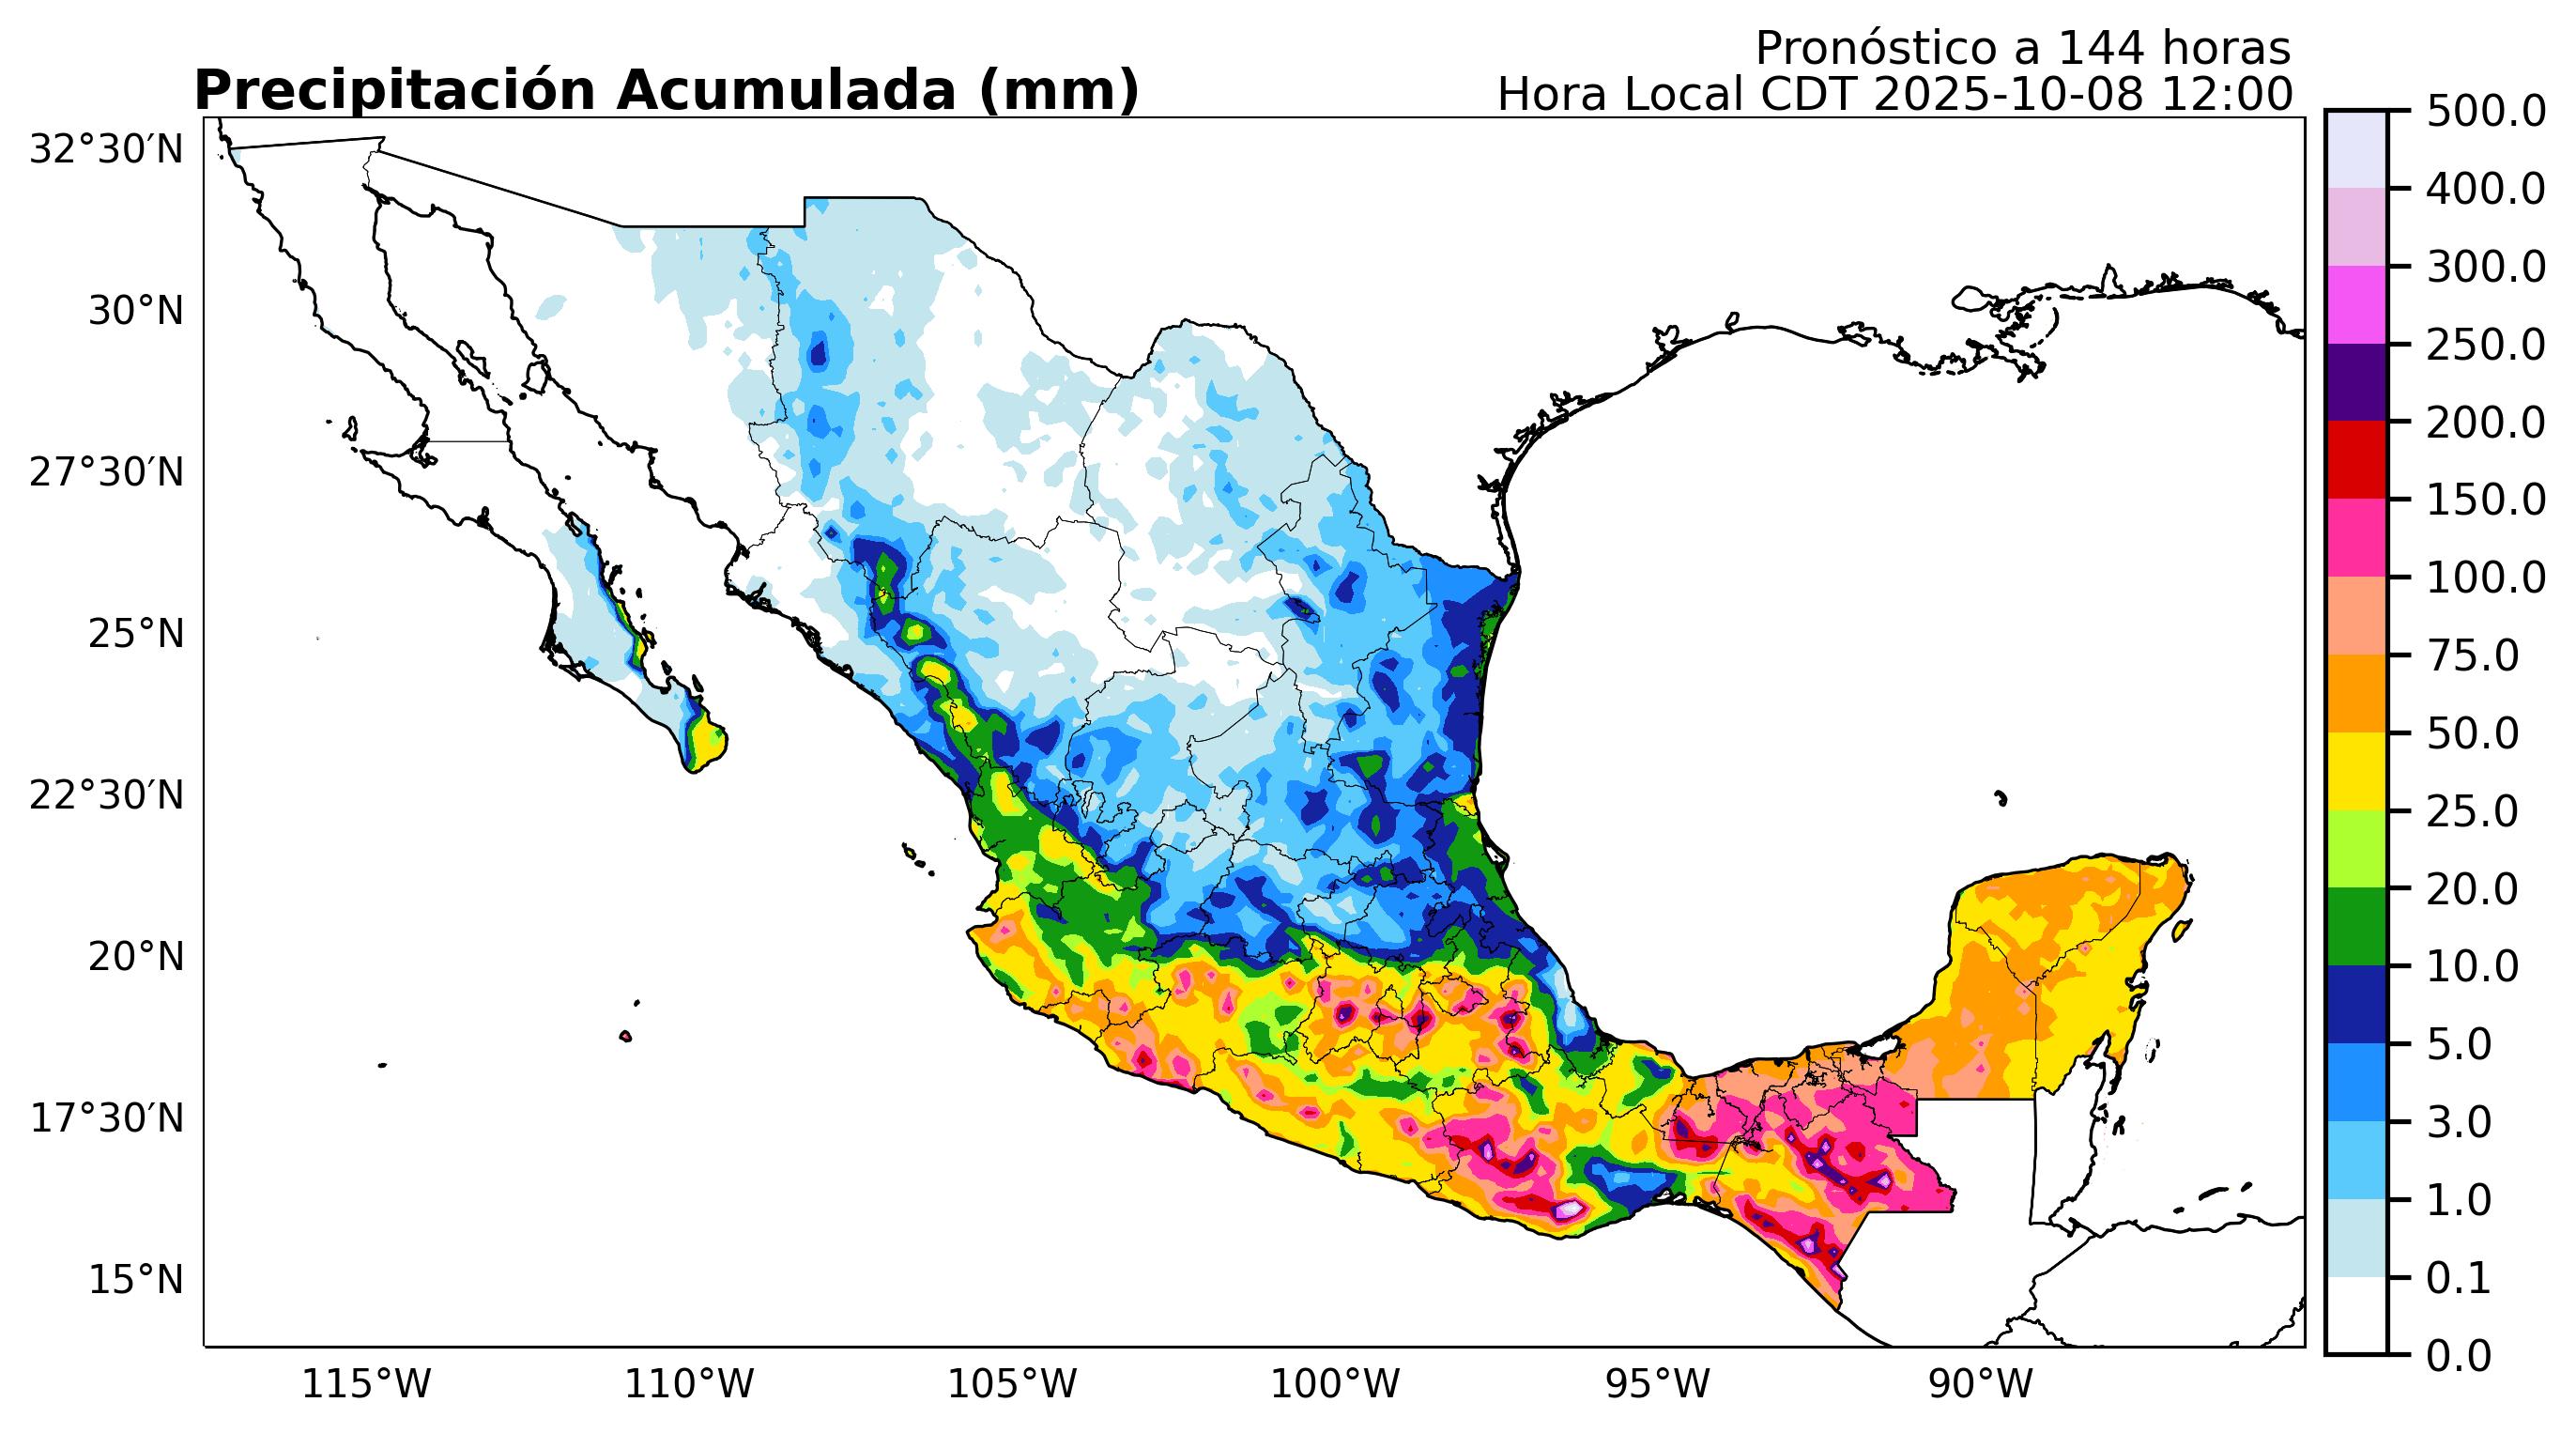 Pronóstico a 144 horas
Precipitación Acumulada (mm)
Hora Local CDT 2025-10-08 12:00
32°30′N
30°N
27°30′N
25°N
22°30′N
20°N
17°30′N
15°N
115°W
110°W
105°W
100°W
95°W
90°W
500.0
400.0
300.0
250.0
200.0
150.0
100.0
75.0
50.0
25.0
20.0
10.0
5.0
3.0
1.0
0.1
0.0